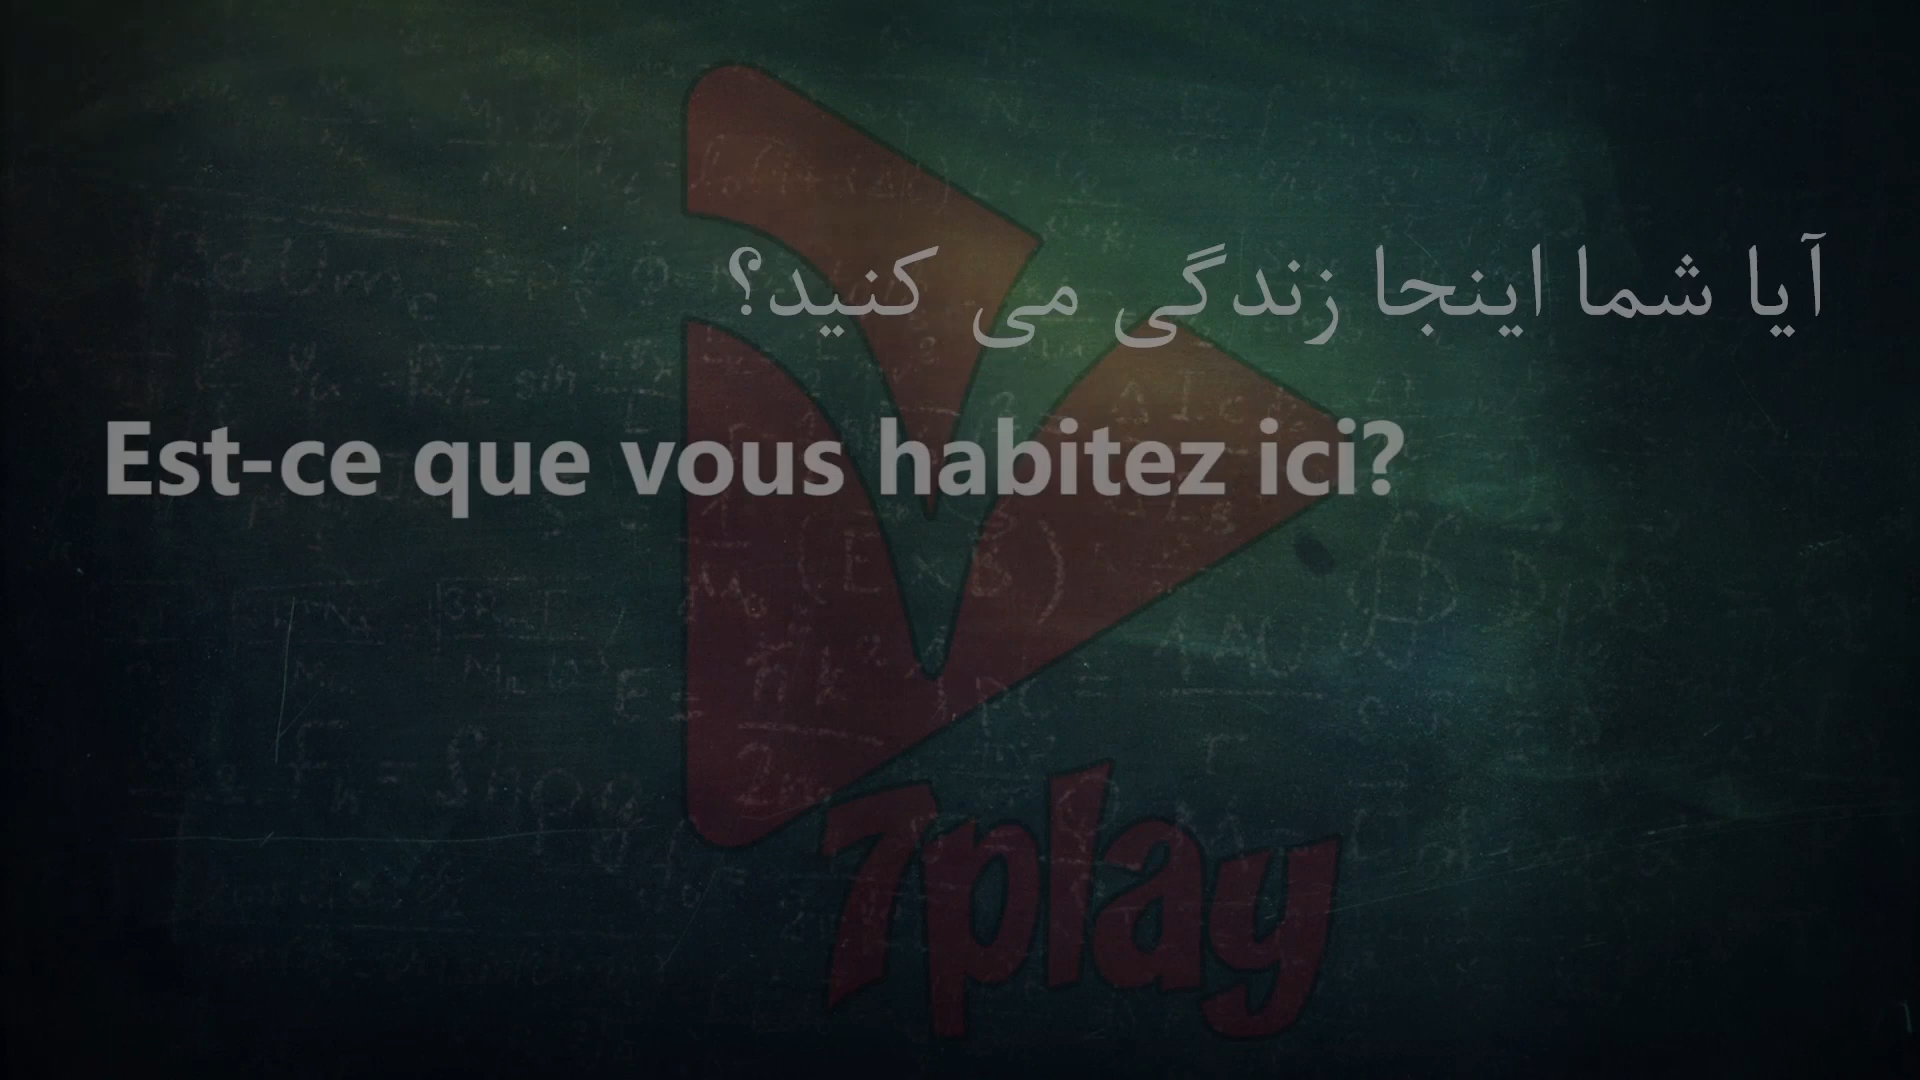 آیا شما اینجا زندگی می کنید؟
Est-ce que vous habitez ici?
7play